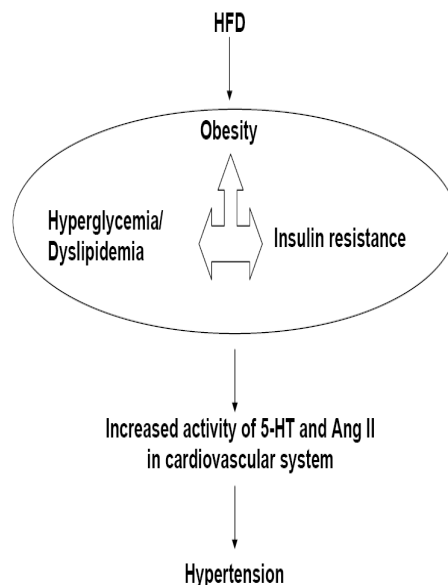 HFD
Obesity
Hyperglycemia/
Dyslipidemia
Insulin resistance
Increased activity of 5-HT and Ang II
in cardiovascular system
Hypertension